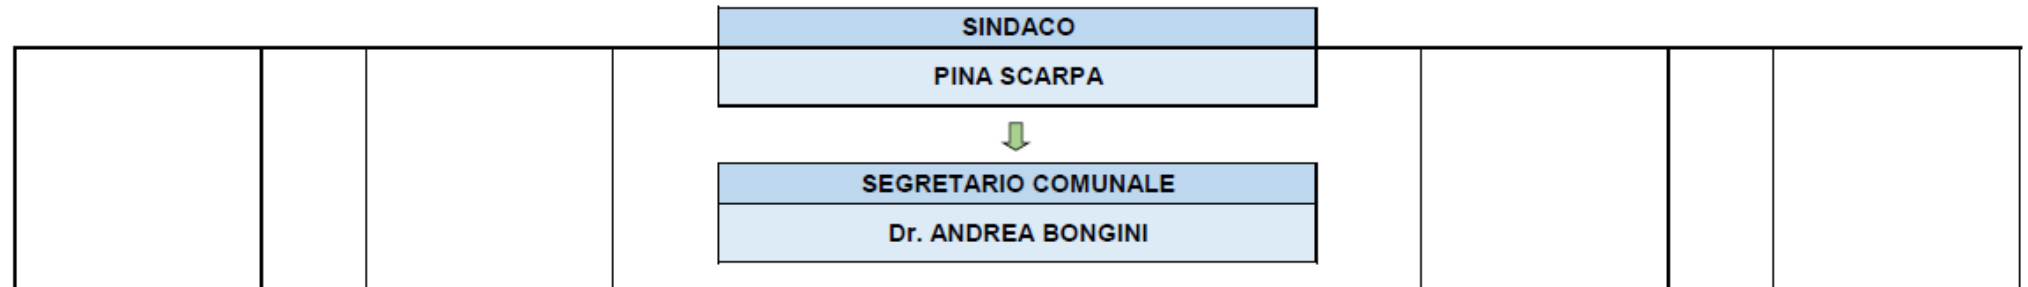 SINDACO
PINA SCARPA
SEGRETARIO COMUNALE
Dr. ANDREA BONGINI